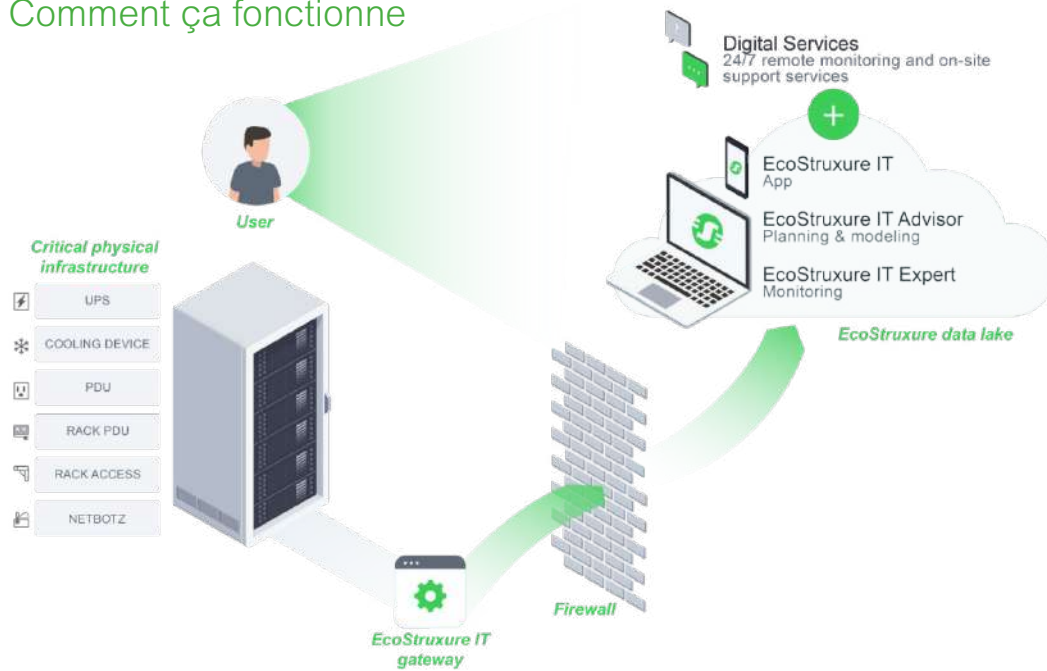 Comment ça fonctionne
Digital Services
24/7 remote monitoring and on-site
support services
EcoStruxure IT
App
EcoStruxure IT Advisor
Planning & modeling
EcoStruxure IT Expert
Monitoring
EcoStruxure data lake
User
Critical physical
infrastructure
UPS
COOLING DEVICE
PDU
RACK PDU
RACK ACCESS
NETBOTZ
EcoStruxure IT
gateway
Firewall